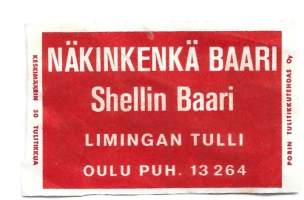 NÄKINKENKÄ BAARI
Shellin Baari
LIMINGAN TULLI
OULU PUH. 13 264
KESKIMÄÄRIN 50 TULITIKKUA
PORIN TULITIKKUTEHDAS Oy